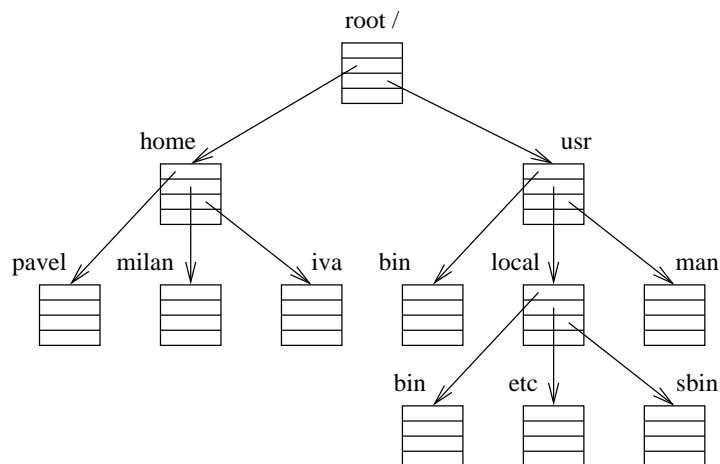 root /
home usr
pavel milan iva bin local man
bin etc sbin